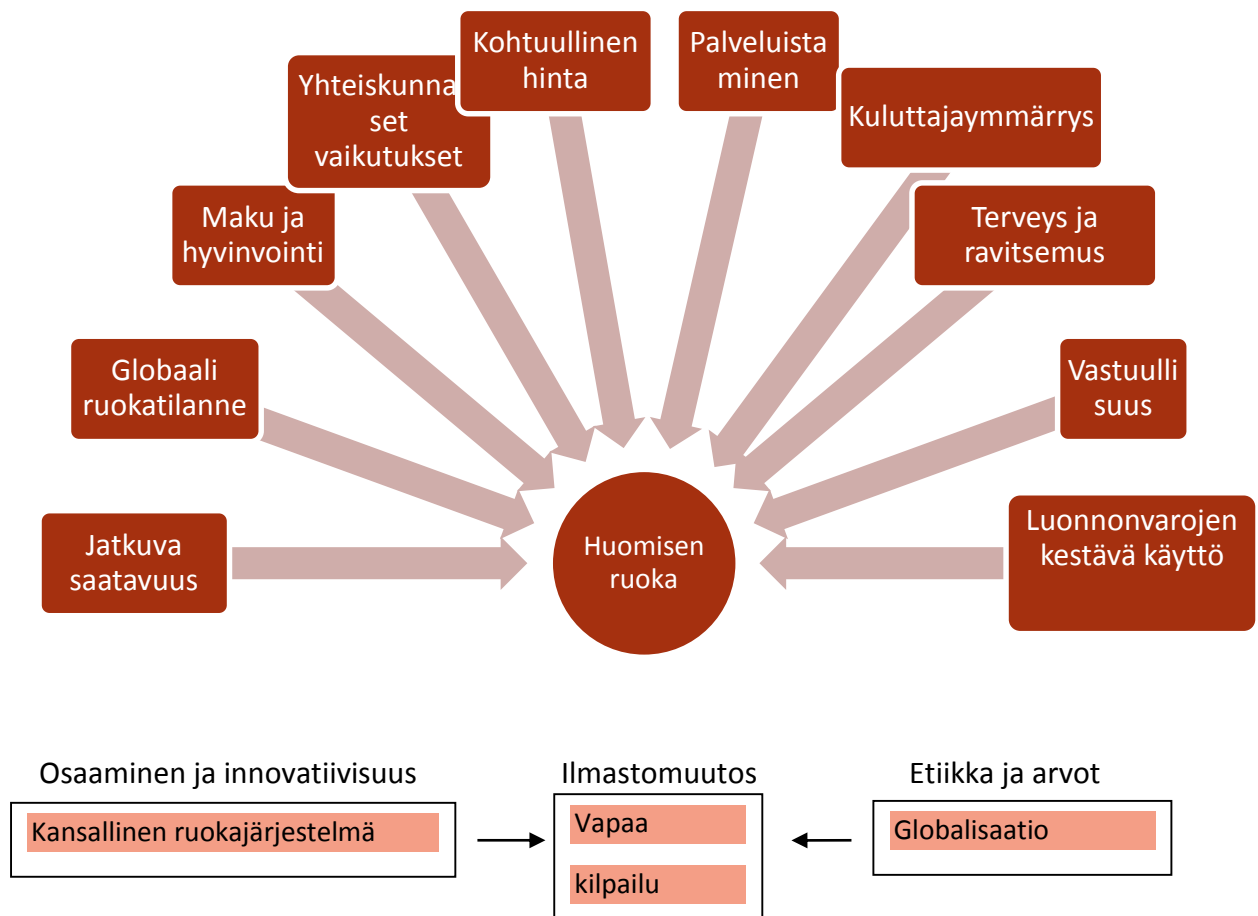 Kohtuullinen
hinta
Palveluista
minen
Yhteiskunna
set
vaikutukset
Kuluttajaymmärrys
Maku ja
hyvinvointi
Terveys ja
ravitsemus
Globaali
ruokatilanne
Vastuulli
suus
Jatkuva
saatavuus
Huomisen
ruoka
Luonnonvarojen
kestävä käyttö
Osaaminen ja innovatiivisuus
Kansallinen ruokajärjestelmä
Ilmastomuutos
Vapaa
kilpailu
Etiikka ja arvot
Globalisaatio